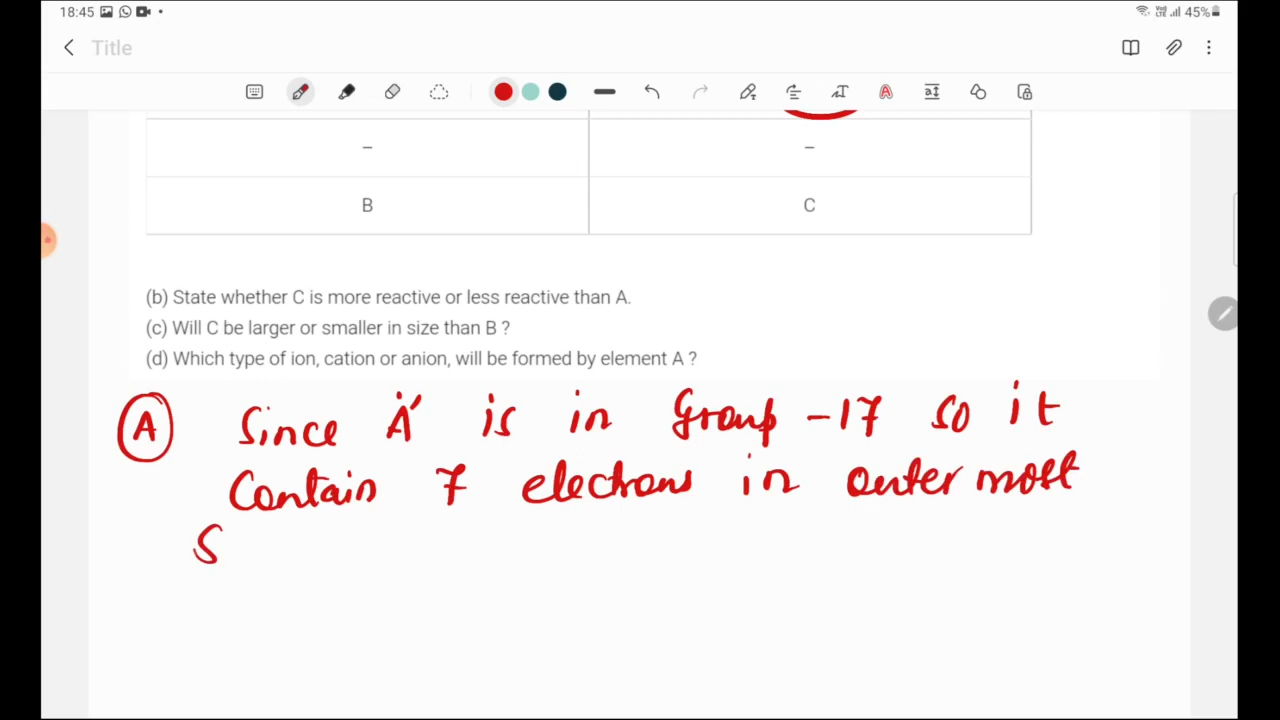 18:45 45%
Title
– –
B C
(b) State whether C is more reactive or less reactive than A.
(c) Will C be larger or smaller in size than B ?
(d) Which type of ion, cation or anion, will be formed by element A ?
A Since 'A' is in Group -17 so it
Contain 7 electrons in outer most
S